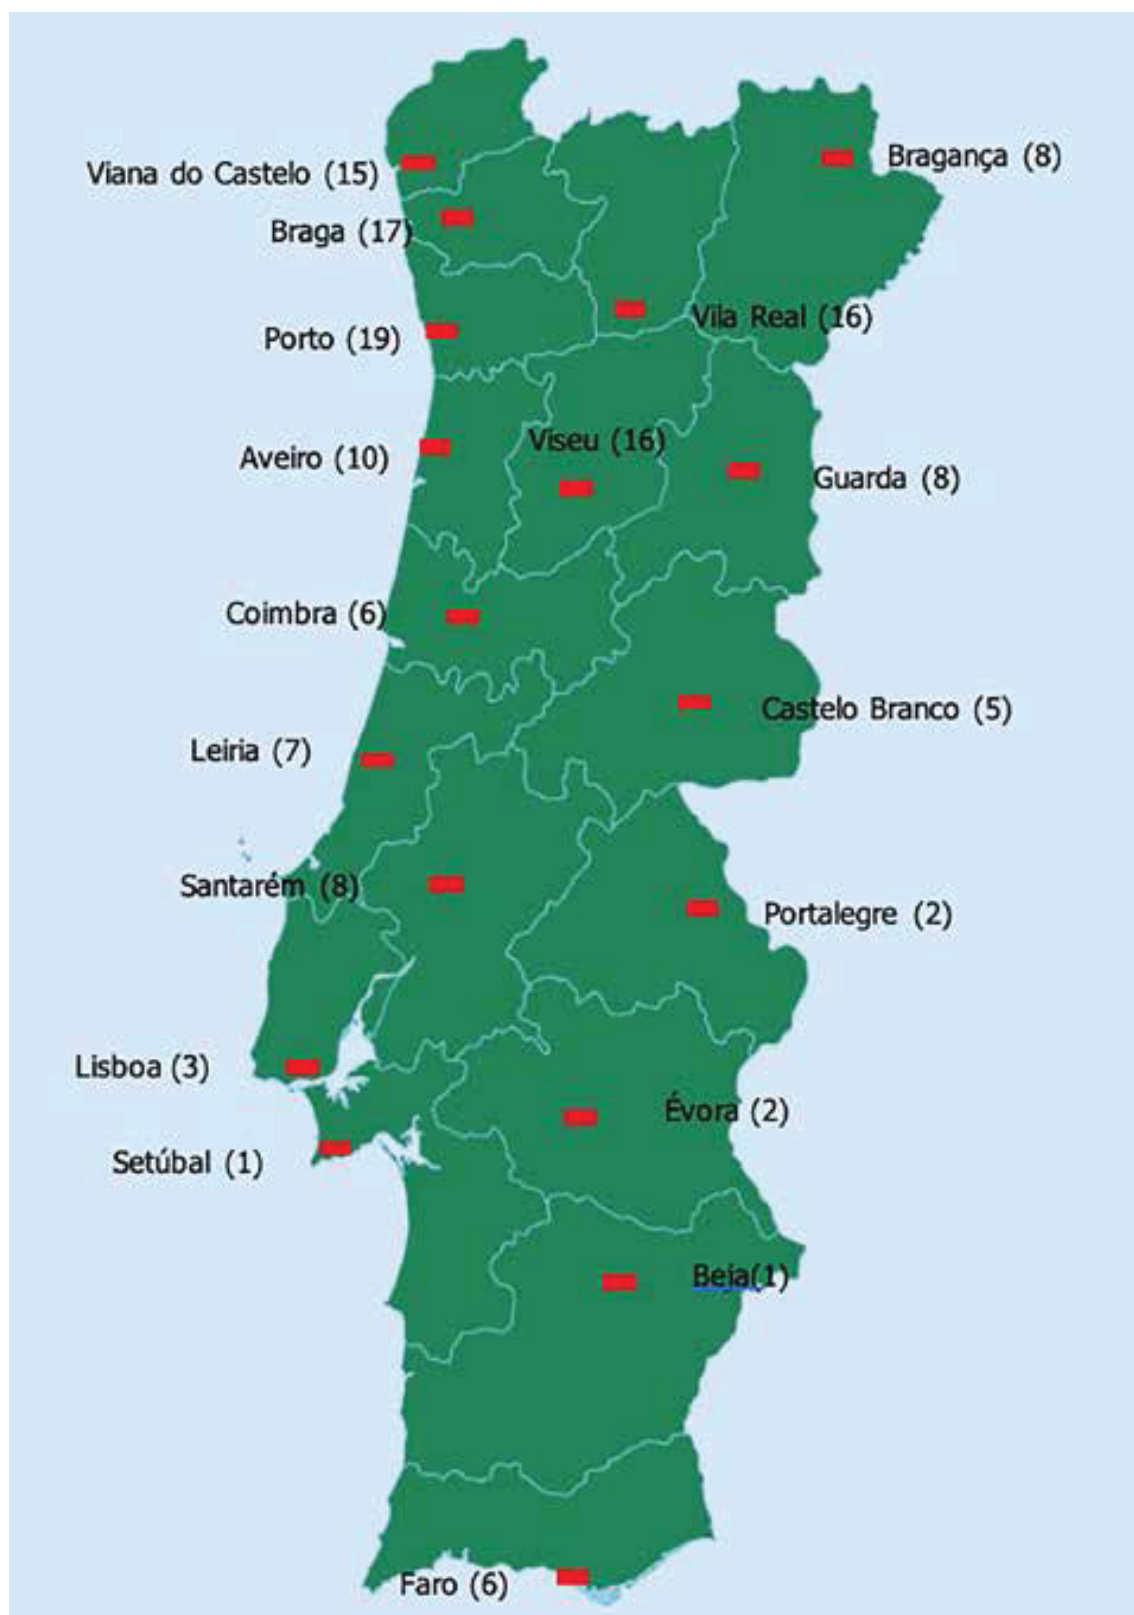 Bragança (8)
Viana do Castelo (15)
Braga (17)
Vila Real (16)
Porto (19)
Viseu (16)
Aveiro (10)
Guarda (8)
Coimbra (6)
Castelo Branco (5)
Leiria (7)
Santarém (8)
Portalegre (2)
Lisboa (3)
Évora (2)
Setúbal (1)
Beja(1)
Faro (6)